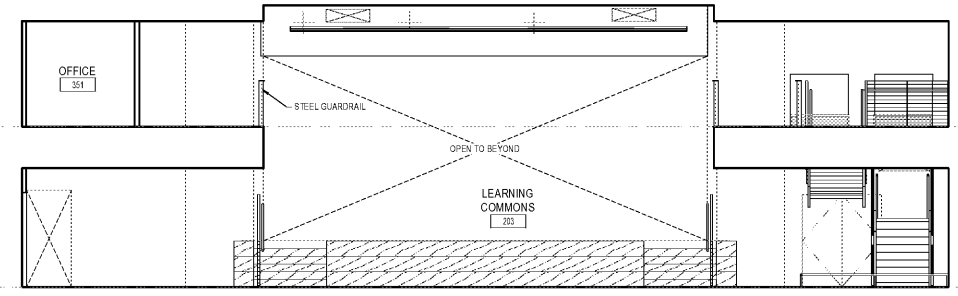 OFFICE
351
STEEL GUARDRAIL
OPEN TO BEYOND
LEARNING
COMMONS
203